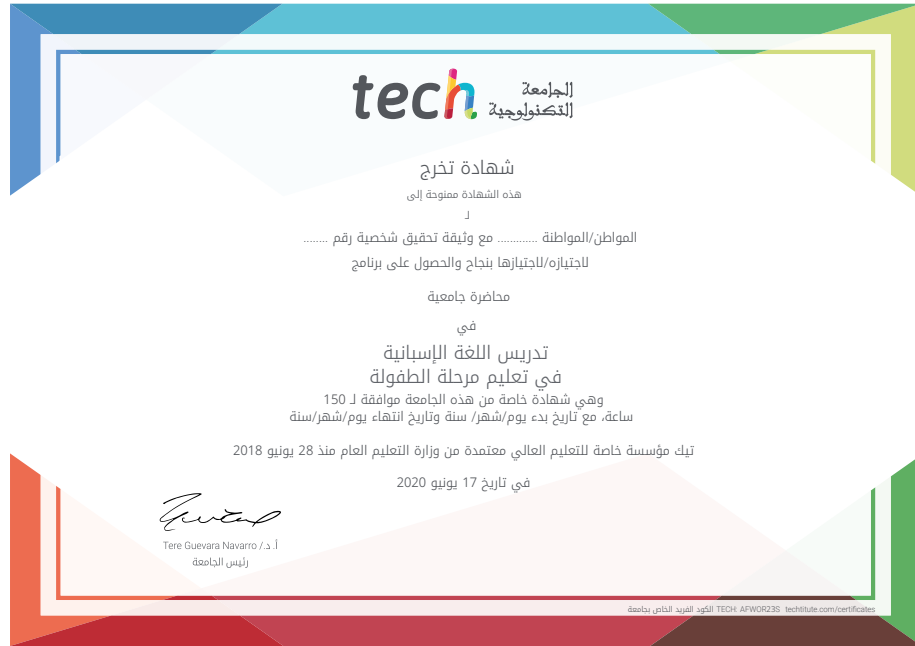 tech الجامعة
التكنولوجية
شهادة تخرج
هذه الشهادة ممنوحة إلى
لـ
المواطن/المواطنة ............ مع وثيقة تحقيق شخصية رقم ........
لاجتيازه/لاجتيازها بنجاح والحصول على برنامج
محاضرة جامعية
في
تدريس اللغة الإسبانية
في تعليم مرحلة الطفولة
وهي شهادة خاصة من هذه الجامعة موافقة لـ 150
ساعة، مع تاريخ بدء يوم/شهر/ سنة وتاريخ انتهاء يوم/شهر/سنة
تيك مؤسسة خاصة للتعليم العالي معتمدة من وزارة التعليم العام منذ 28 يونيو 2018
في تاريخ 17 يونيو 2020
أ. د./ Tere Guevara Navarro
رئيس الجامعة
الكود الفريد الخاص بجامعة TECH: AFWOR23S techtitute.com/certificates